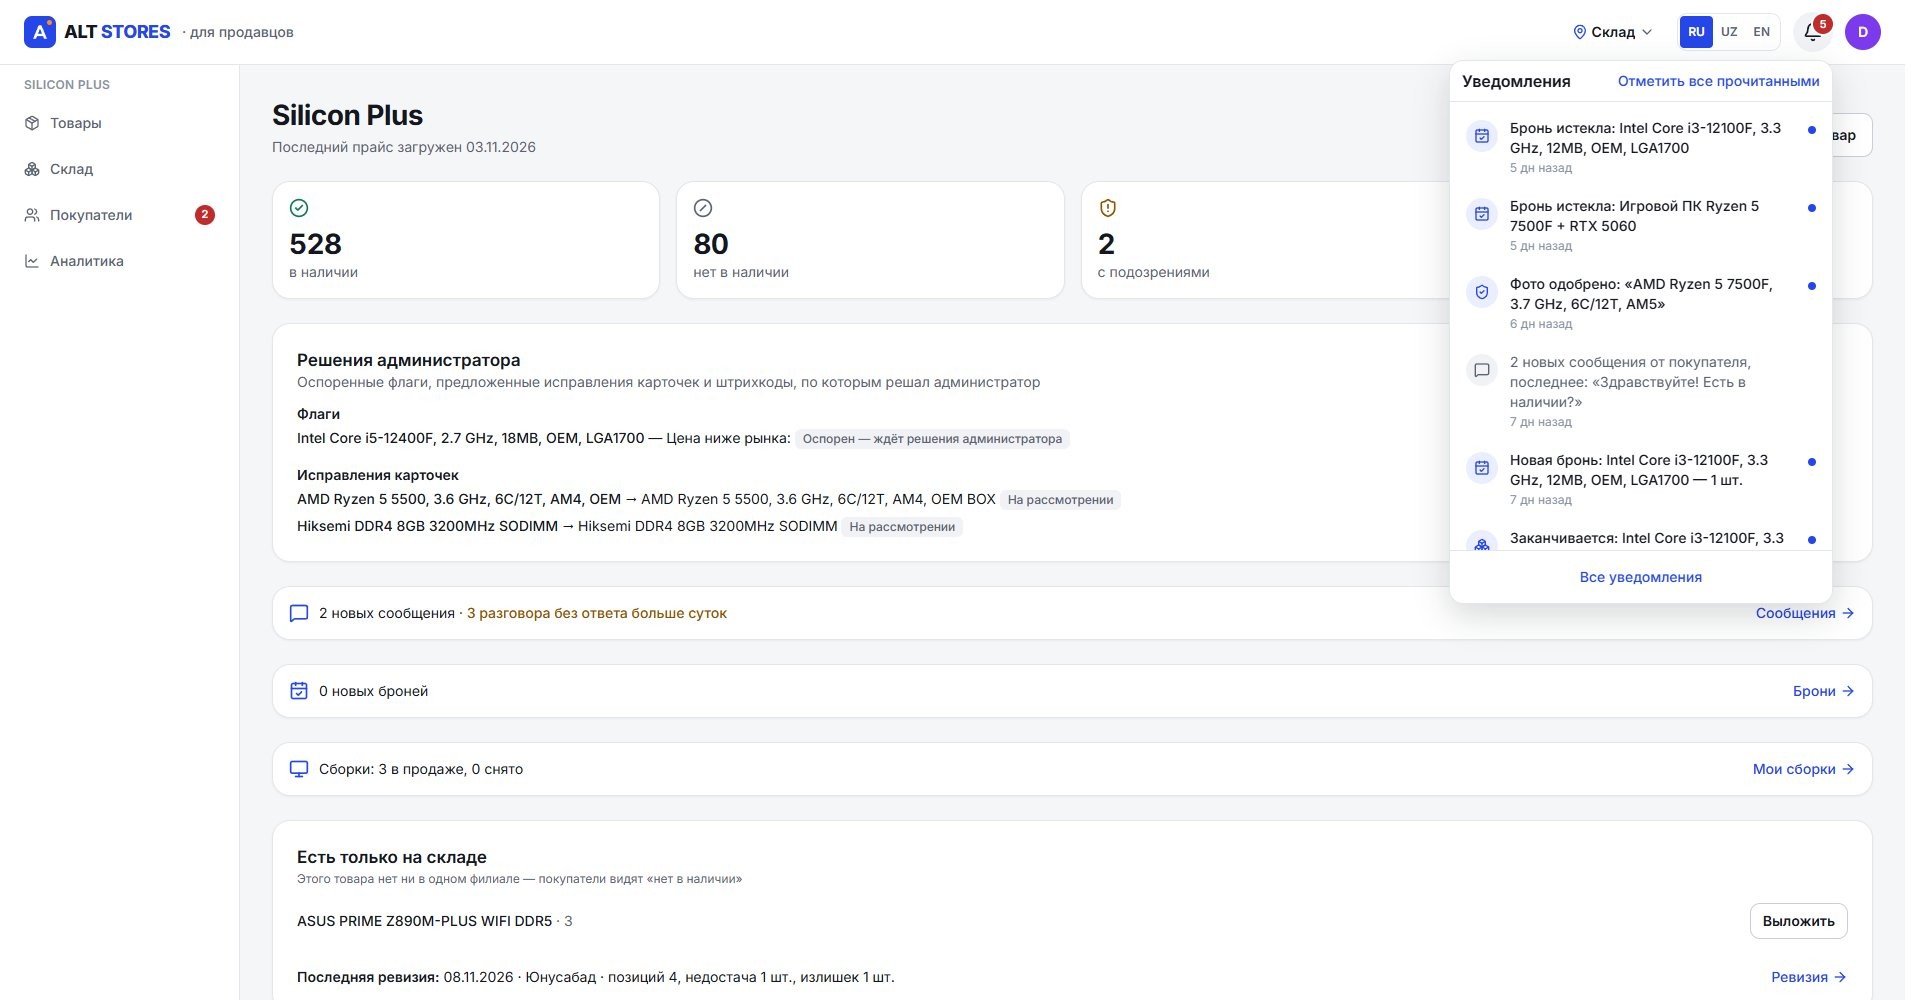 A ALT STORES · для продавцов
Склад
RU UZ EN
5
D
SILICON PLUS
Товары
Склад
Покупатели 2
Аналитика
Silicon Plus
Последний прайс загружен 03.11.2026
вар
528
в наличии
80
нет в наличии
2
с подозрениями
Решения администратора
Оспоренные флаги, предложенные исправления карточек и штрихкоды, по которым решал администратор
Флаги
Intel Core i5-12400F, 2.7 GHz, 18MB, OEM, LGA1700 — Цена ниже рынка: Оспорен — ждёт решения администратора
Исправления карточек
AMD Ryzen 5 5500, 3.6 GHz, 6C/12T, AM4, OEM → AMD Ryzen 5 5500, 3.6 GHz, 6C/12T, AM4, OEM BOX На рассмотрении
Hiksemi DDR4 8GB 3200MHz SODIMM → Hiksemi DDR4 8GB 3200MHz SODIMM На рассмотрении
Уведомления Отметить все прочитанными
Бронь истекла: Intel Core i3-12100F, 3.3
GHz, 12MB, OEM, LGA1700
5 дн назад
Бронь истекла: Игровой ПК Ryzen 5
7500F + RTX 5060
5 дн назад
Фото одобрено: «AMD Ryzen 5 7500F,
3.7 GHz, 6C/12T, AM5»
6 дн назад
2 новых сообщения от покупателя,
последнее: «Здравствуйте! Есть в
наличии?»
7 дн назад
Новая бронь: Intel Core i3-12100F, 3.3
GHz, 12MB, OEM, LGA1700 — 1 шт.
7 дн назад
Заканчивается: Intel Core i3-12100F, 3.3
Все уведомления
2 новых сообщения · 3 разговора без ответа больше суток
Сообщения →
0 новых броней
Брони →
Сборки: 3 в продаже, 0 снято
Мои сборки →
Есть только на складе
Этого товара нет ни в одном филиале — покупатели видят «нет в наличии»
ASUS PRIME Z890M-PLUS WIFI DDR5 · 3
Выложить
Последняя ревизия: 08.11.2026 · Юнусабад · позиций 4, недостача 1 шт., излишек 1 шт.
Ревизия →